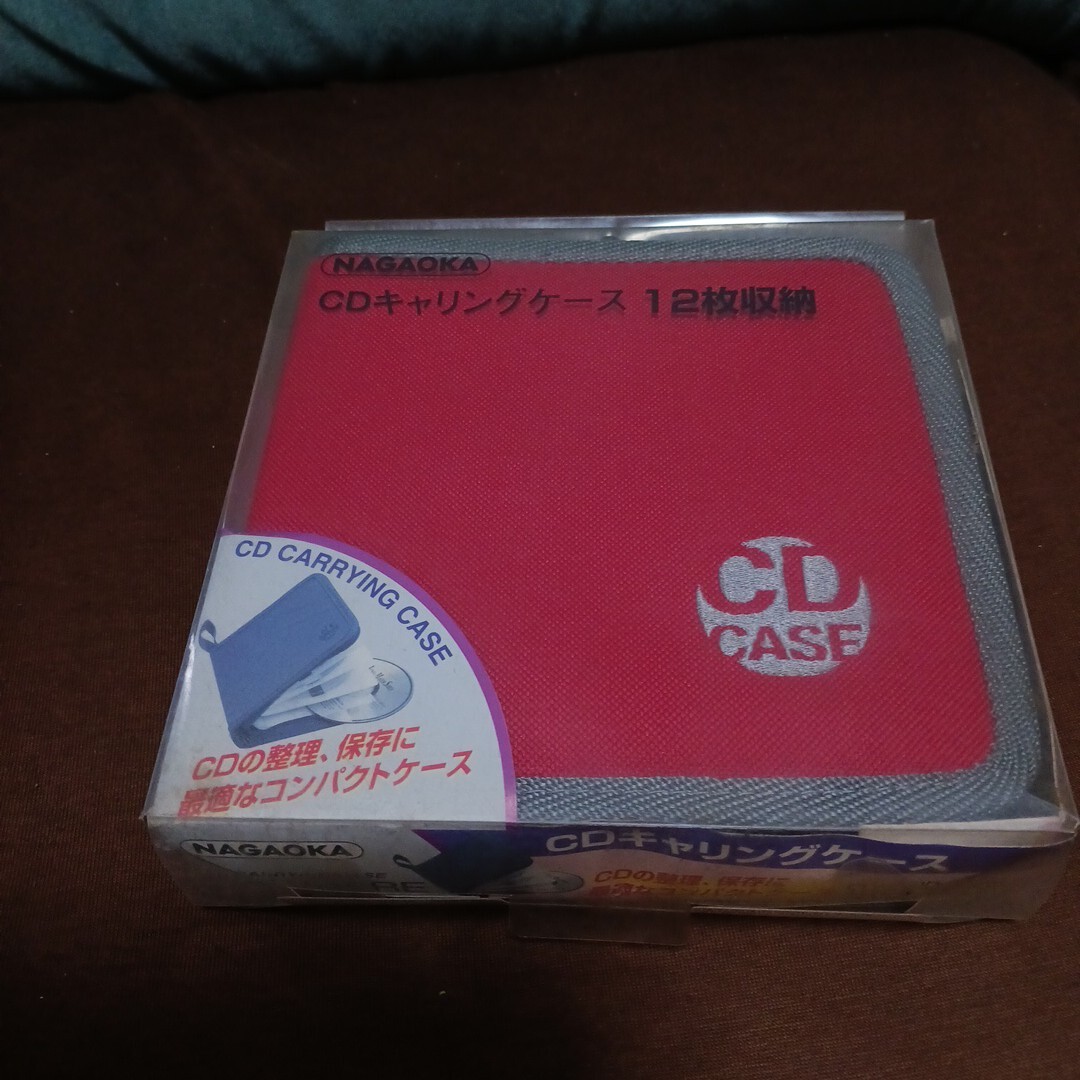 NAGAOKA
CDキャリングケース 12枚収納
CD CARRYING CASE
CD
CASE
CDの整理、保存に
最適なコンパクトケース
NAGAOKA
CDキャリングケース
CDの整理、保存に